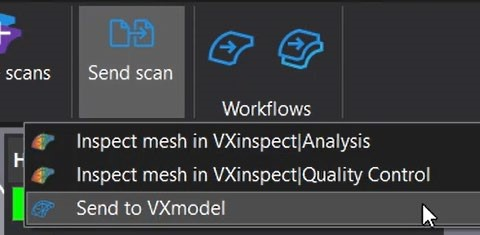 scans
Send scan
Workflows
Inspect mesh in VXinspect|Analysis
Inspect mesh in VXinspect|Quality Control
Send to VXmodel